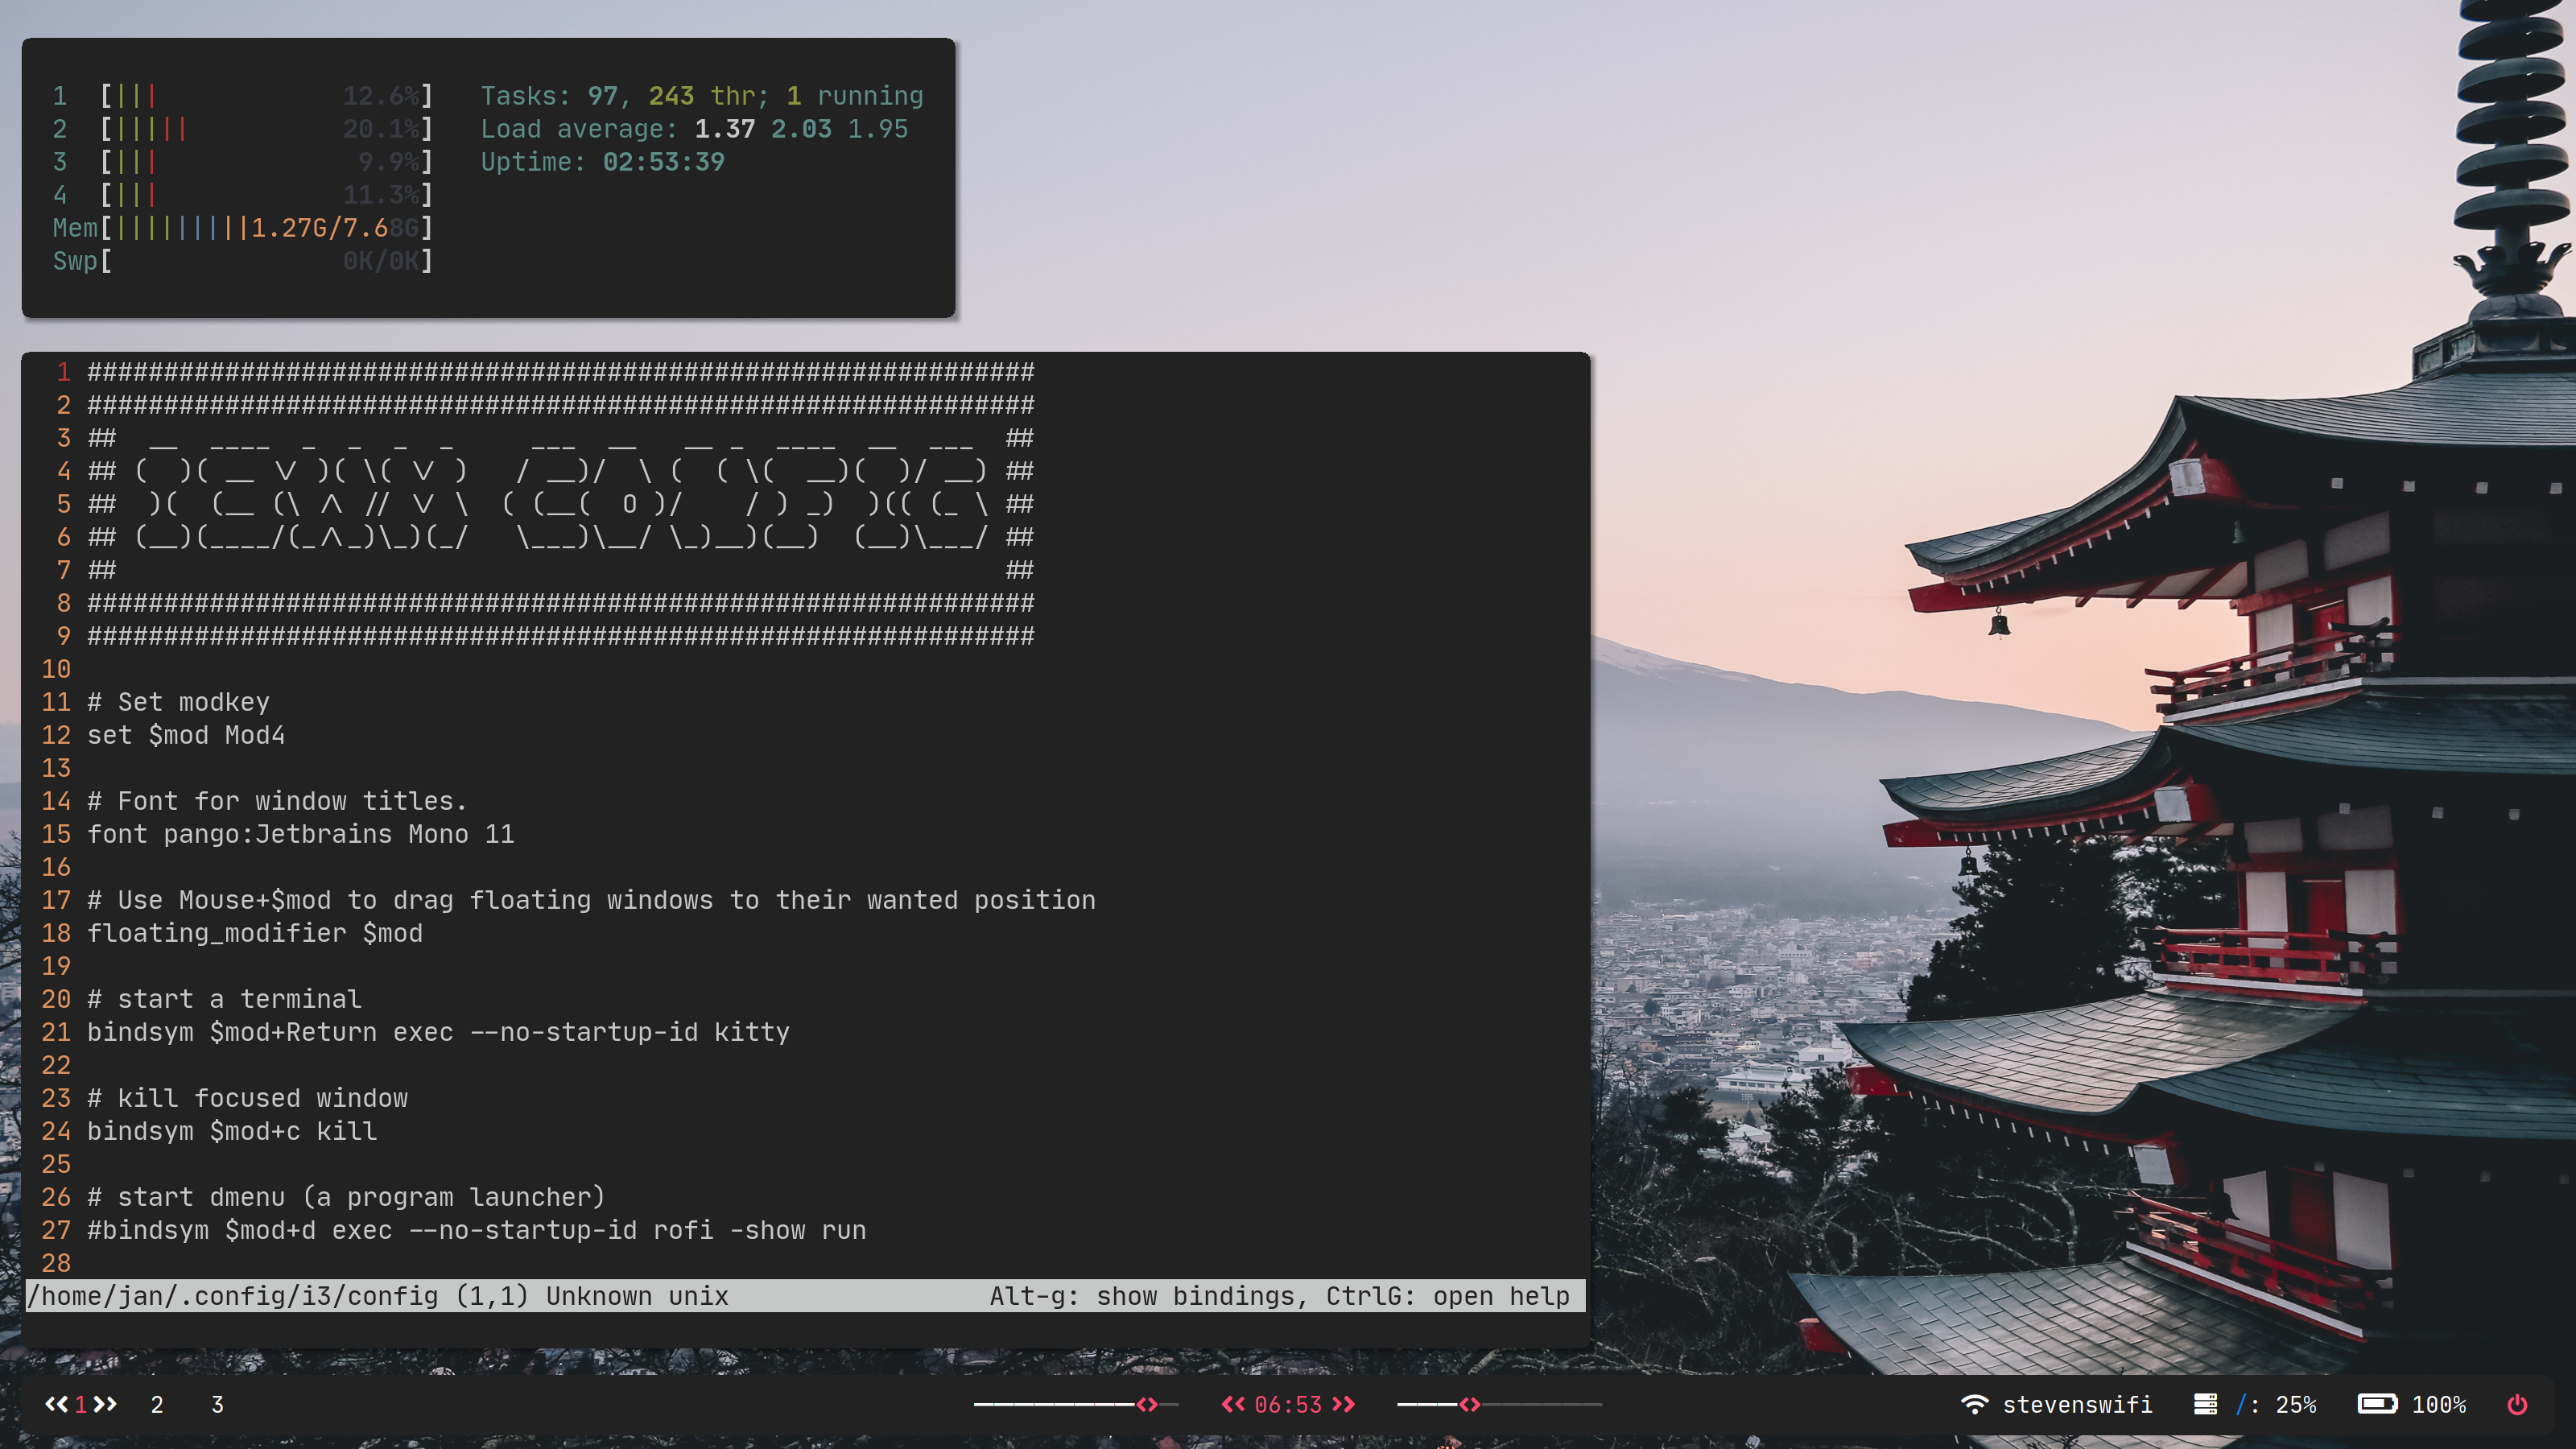 1  [|||            12.6%]   Tasks: 97, 243 thr; 1 running
2  [|||||          20.1%]   Load average: 1.37 2.03 1.95
3  [|||             9.9%]   Uptime: 02:53:39
4  [|||            11.3%]
Mem[|||||||||1.27G/7.68G]
Swp[               0K/0K]
1 ##############################################################
2 ##############################################################
3 ##  __  ____  _  _  _  _     ___  __   __ _  ____  __  ___  ##
4 ## (  )(  __ \/ )( \( \/ )   / __)/  \ (  ( \(  __)(  )/ __) ##
5 ##  )(  (__ (\ /\ // \/ \  ( (__(  O )/    / ) _)  )(( (_ \ ##
6 ## (__)(____/(_/\_)\_)(_/   \___)\__/ \_)__)(__)  (__)\___/ ##
7 ##                                                          ##
8 ##############################################################
9 ##############################################################
10
11 # Set modkey
12 set $mod Mod4
13
14 # Font for window titles.
15 font pango:Jetbrains Mono 11
16
17 # Use Mouse+$mod to drag floating windows to their wanted position
18 floating_modifier $mod
19
20 # start a terminal
21 bindsym $mod+Return exec --no-startup-id kitty
22
23 # kill focused window
24 bindsym $mod+c kill
25
26 # start dmenu (a program launcher)
27 #bindsym $mod+d exec --no-startup-id rofi -show run
28
/home/jan/.config/i3/config (1,1) Unknown unix   Alt-g: show bindings, CtrlG: open help
1 2 3 06:53 stevenswifi /: 25% 100%